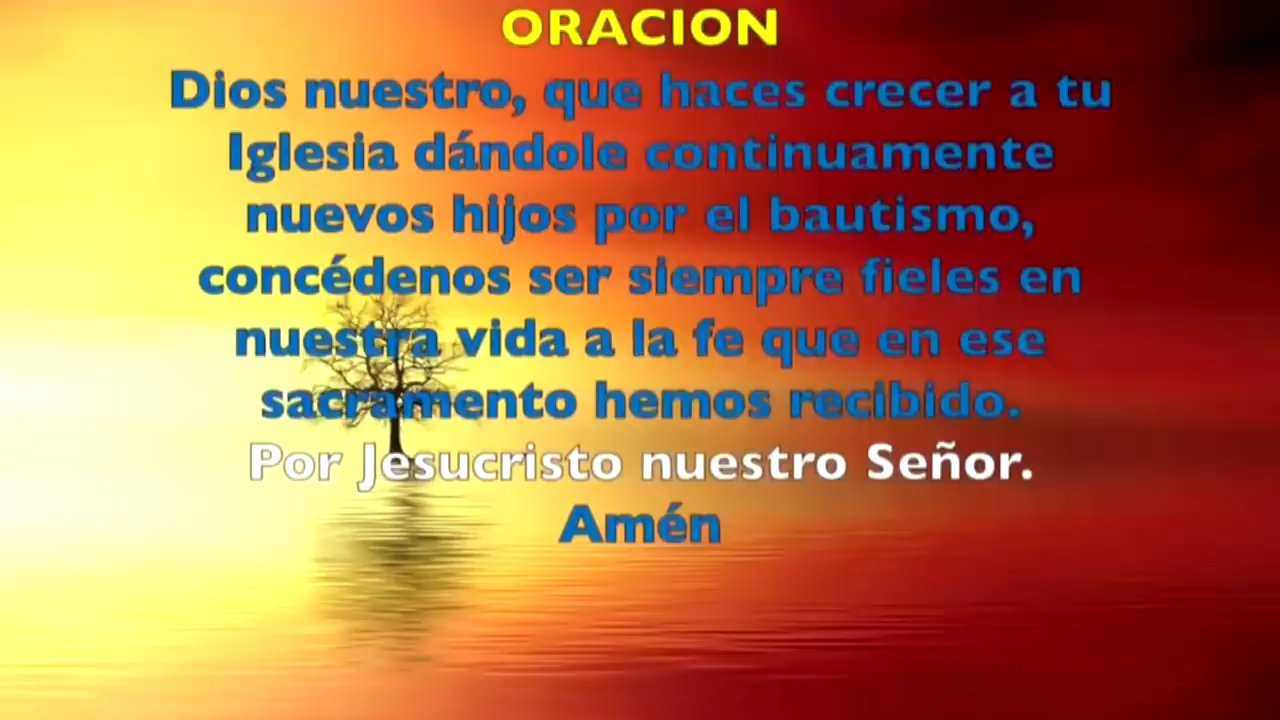 ORACION
Dios nuestro, que haces crecer a tu
Iglesia dándole continuamente
nuevos hijos por el bautismo,
concédenos ser siempre fieles en
nuestra vida a la fe que en ese
sacramento hemos recibido.
Por Jesucristo nuestro Señor.
Amén